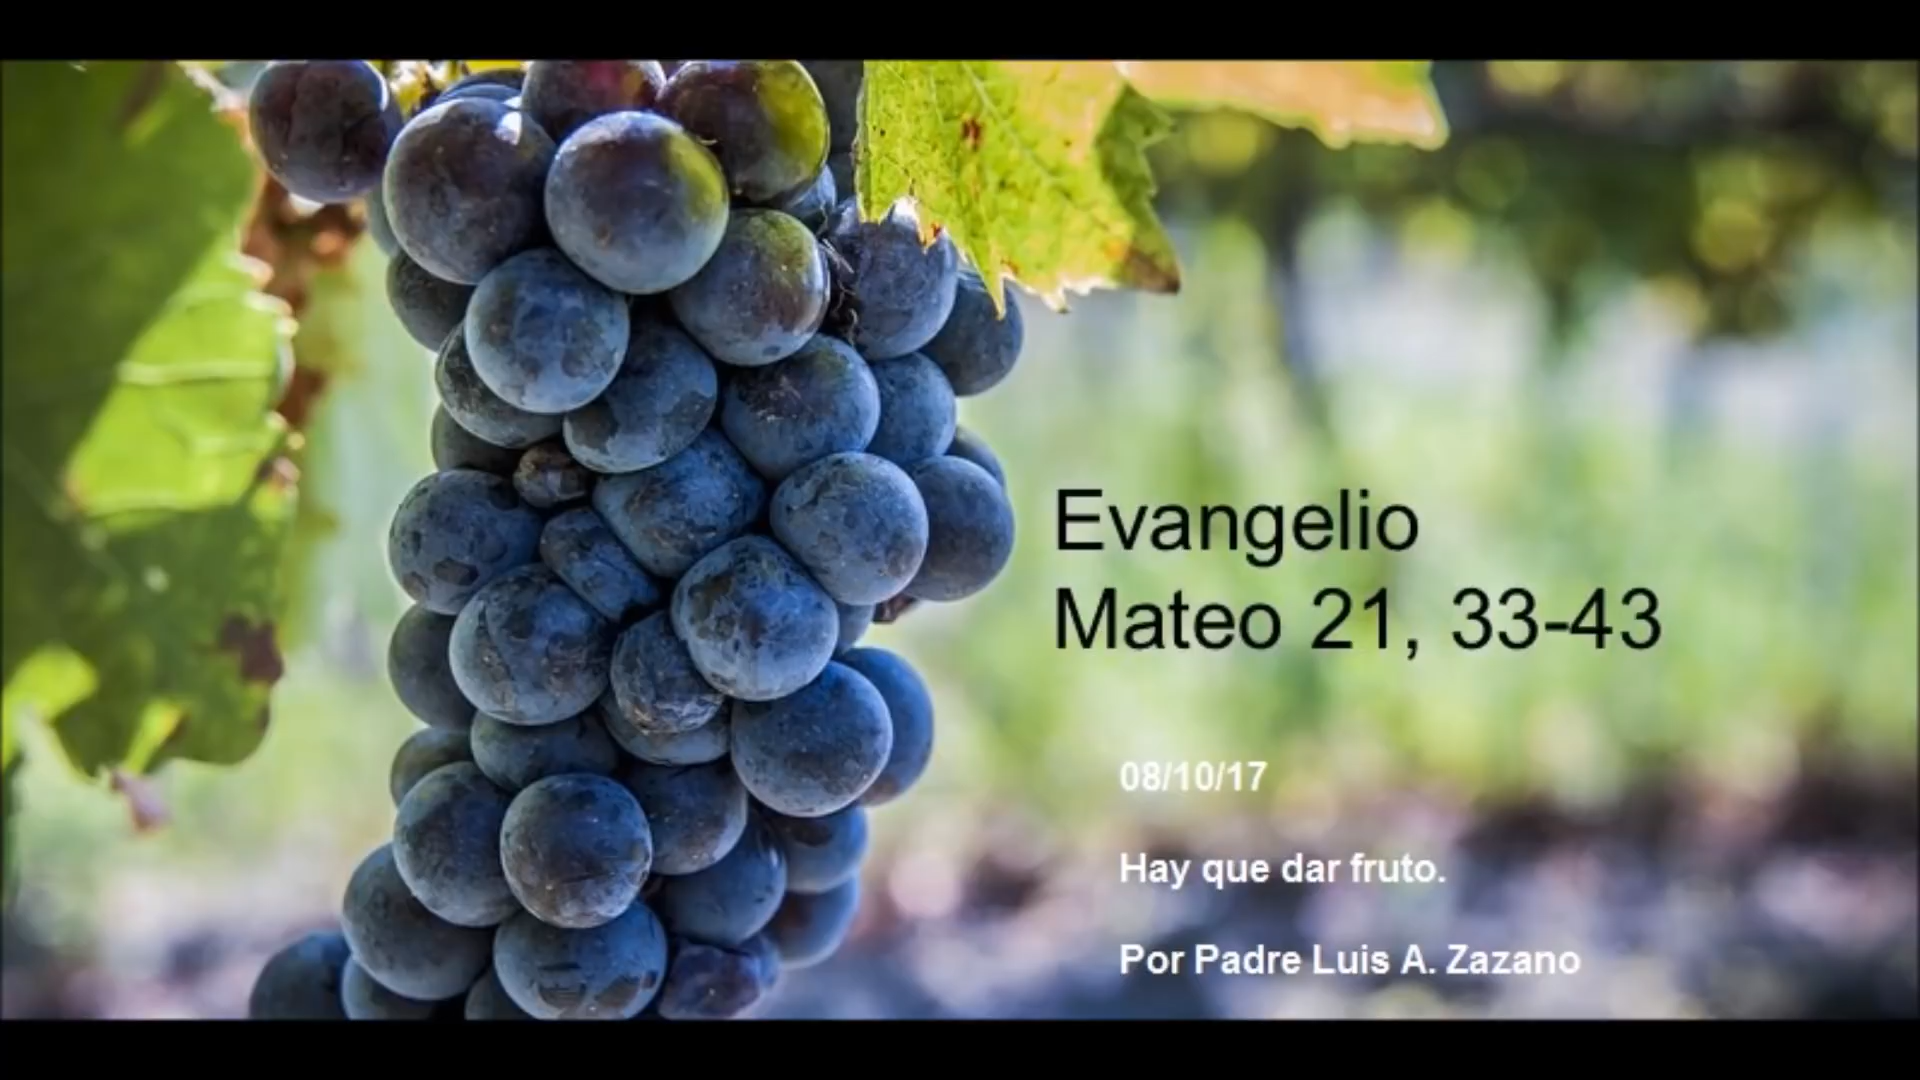 Evangelio
Mateo 21, 33-43
08/10/17
Hay que dar fruto.
Por Padre Luis A. Zazano